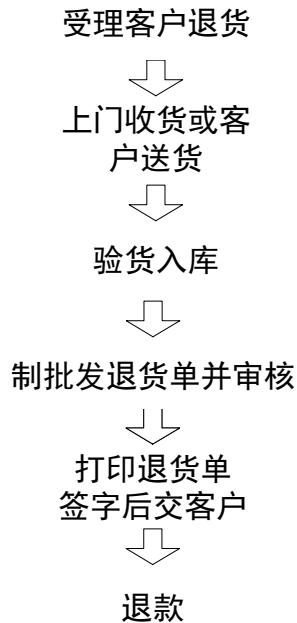 受理客户退货
上门收货或客
户送货
验货入库
制批发退货单并审核
打印退货单
签字后交客户
退款